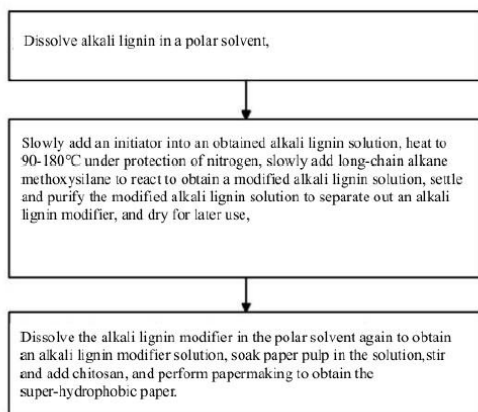 Dissolve alkali lignin in a polar solvent,
Slowly add an initiator into an obtained alkali lignin solution, heat to
90-180°C under protection of nitrogen, slowly add long-chain alkane
methoxysilane to react to obtain a modified alkali lignin solution, settle
and purify the modified alkali lignin solution to separate out an alkali
lignin modifier, and dry for later use,
Dissolve the alkali lignin modifier in the polar solvent again to obtain
an alkali lignin modifier solution, soak paper pulp in the solution,stir
and add chitosan, and perform papermaking to obtain the
super-hydrophobic paper.